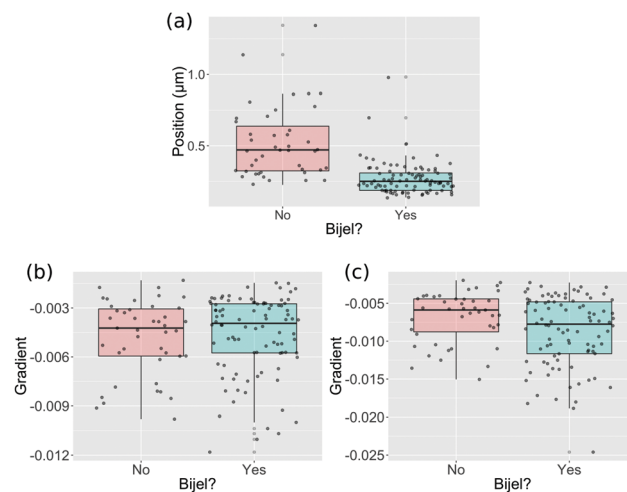 (a)
Position (μm)
1.0
0.5
No
Yes
Bijel?
(b)
Gradient
-0.003
-0.006
-0.009
-0.012
No
Yes
Bijel?
(c)
Gradient
-0.005
-0.010
-0.015
-0.020
-0.025
No
Yes
Bijel?